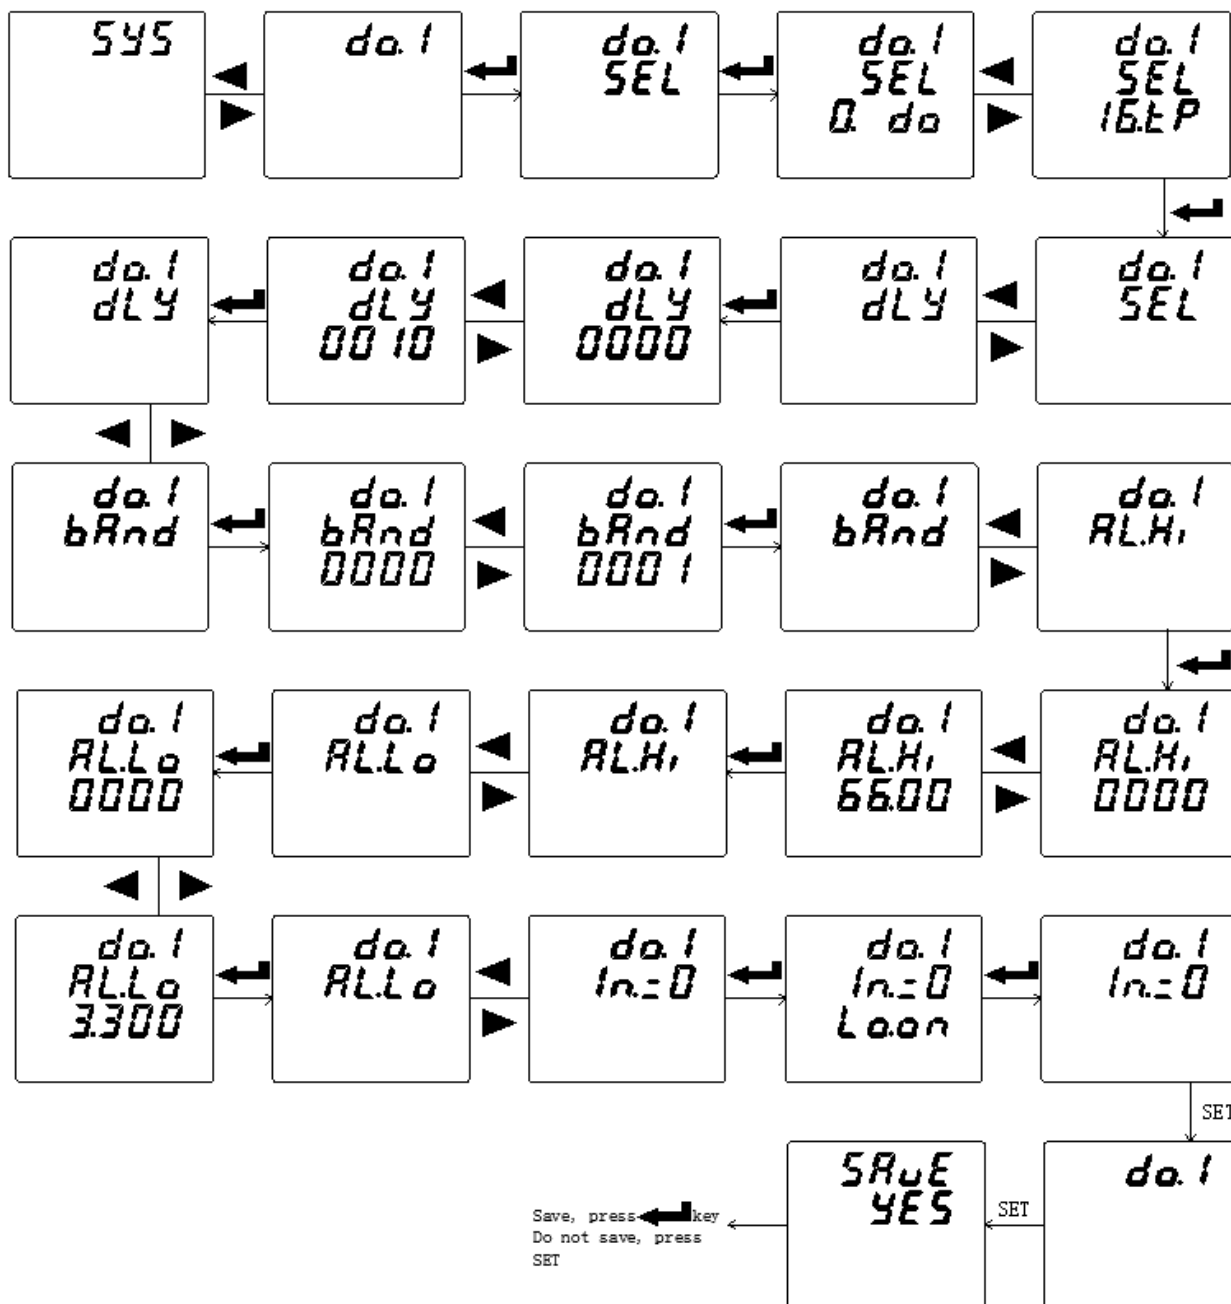 SYS
do.1
do.1
SEL
do.1
SEL
0. do
do.1
SEL
16.tP
do.1
dLY
do.1
dLY
0010
do.1
dLY
0000
do.1
dLY
do.1
SEL
do.1
bAnd
do.1
bAnd
0000
do.1
bAnd
0001
do.1
bAnd
do.1
AL.Hi
do.1
AL.Lo
0000
do.1
AL.Lo
do.1
AL.Hi
do.1
AL.Hi
66.00
do.1
AL.Hi
0000
do.1
AL.Lo
3.300
do.1
AL.Lo
do.1
In.=0
do.1
In.=0
Lo.on
do.1
In.=0
SET
SAvE
YES
SET
do.1
Save, press key
Do not save, press
SET